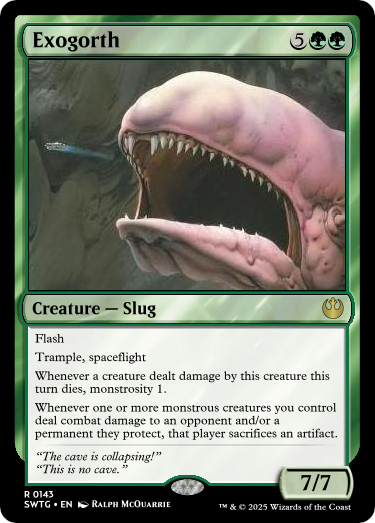 Exogorth 5
Creature — Slug
Flash
Trample, spaceflight
Whenever a creature dealt damage by this creature this
turn dies, monstrosity 1.
Whenever one or more monstrous creatures you control
deal combat damage to an opponent and/or a
permanent they protect, that player sacrifices an artifact.
“The cave is collapsing!”
“This is no cave.”
7/7
R 0143
SWTG • EN Ralph McQuarrie
™ & © 2025 Wizards of the Coast